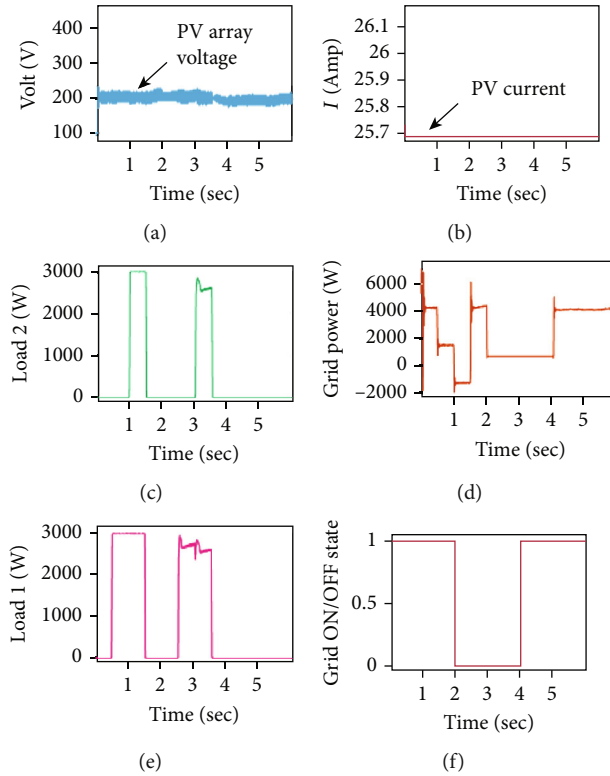 400
300
200
100
Volt (V)
PV array
voltage
1 2 3 4 5
Time (sec)
(a)
26.1
26
25.9
25.8
25.7
I (Amp)
PV current
1 2 3 4 5
Time (sec)
(b)
3000
2000
1000
0
Load 2 (W)
1 2 3 4 5
Time (sec)
(c)
6000
4000
2000
0
−2000
Grid power (W)
1 2 3 4 5
Time (sec)
(d)
3000
2000
1000
0
Load 1 (W)
1 2 3 4 5
Time (sec)
(e)
1
0.5
0
Grid ON/OFF state
1 2 3 4 5
Time (sec)
(f)